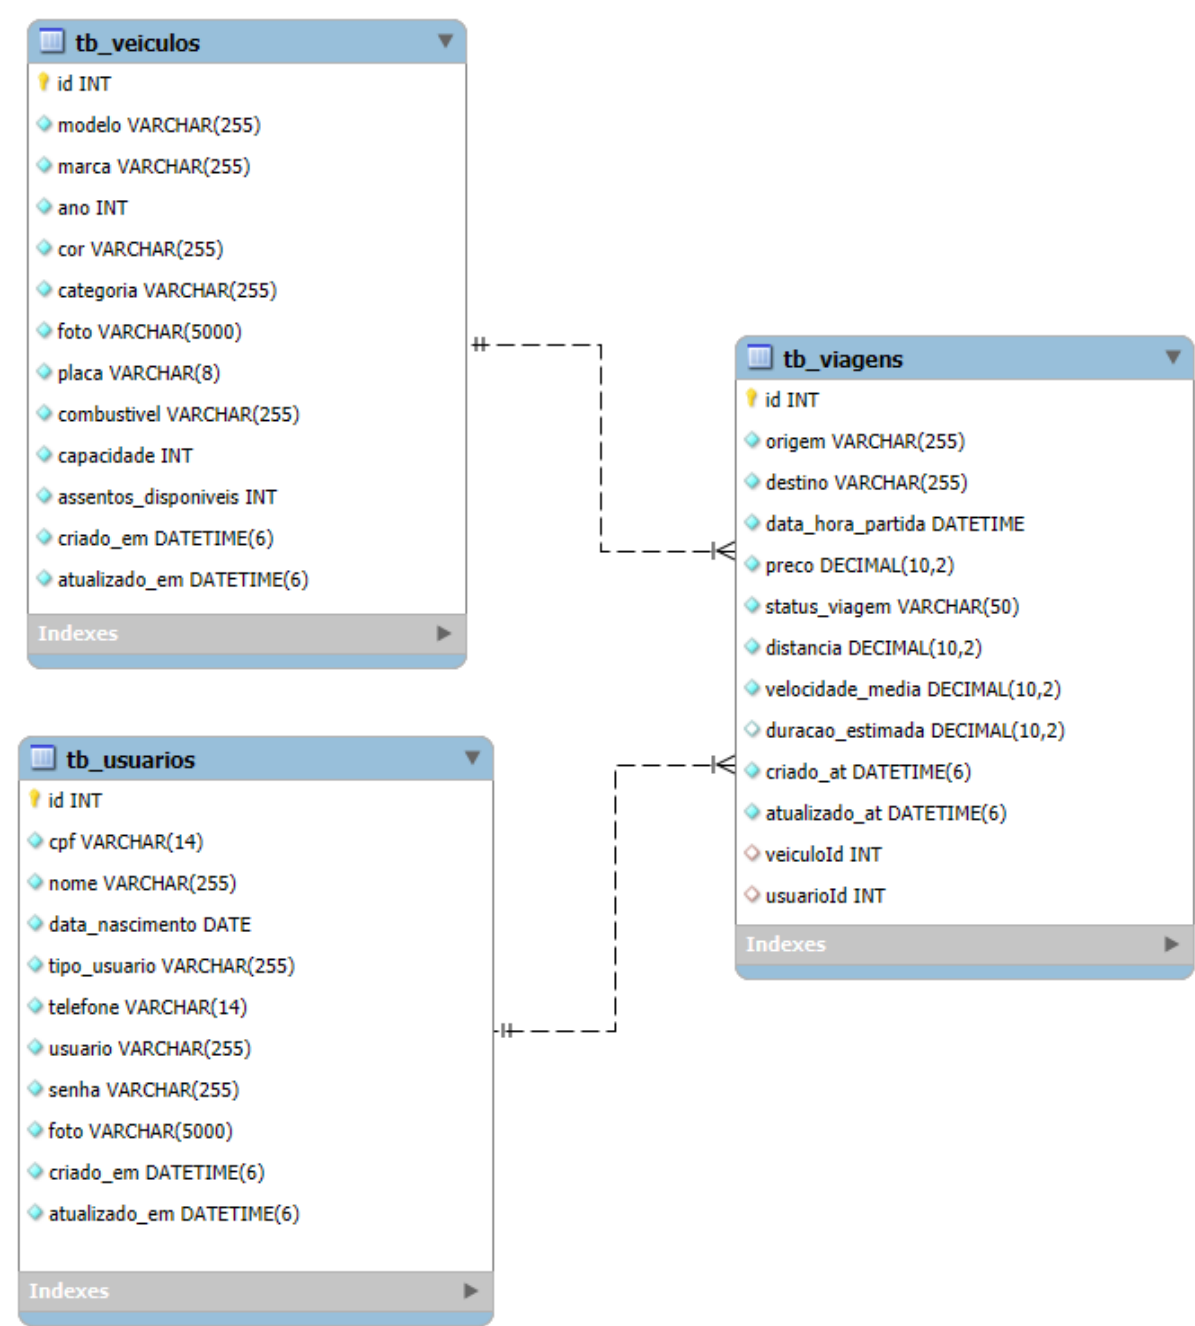 tb_veiculos
id INT
modelo VARCHAR(255)
marca VARCHAR(255)
ano INT
cor VARCHAR(255)
categoria VARCHAR(255)
foto VARCHAR(5000)
placa VARCHAR(8)
combustivel VARCHAR(255)
capacidade INT
assentos_disponiveis INT
criado_em DATETIME(6)
atualizado_em DATETIME(6)
Indexes
tb_usuarios
id INT
cpf VARCHAR(14)
nome VARCHAR(255)
data_nascimento DATE
tipo_usuario VARCHAR(255)
telefone VARCHAR(14)
usuario VARCHAR(255)
senha VARCHAR(255)
foto VARCHAR(5000)
criado_em DATETIME(6)
atualizado_em DATETIME(6)
Indexes
tb_viagens
id INT
origem VARCHAR(255)
destino VARCHAR(255)
data_hora_partida DATETIME
preco DECIMAL(10,2)
status_viagem VARCHAR(50)
distancia DECIMAL(10,2)
velocidade_media DECIMAL(10,2)
duracao_estimada DECIMAL(10,2)
criado_at DATETIME(6)
atualizado_at DATETIME(6)
veiculoId INT
usuarioId INT
Indexes